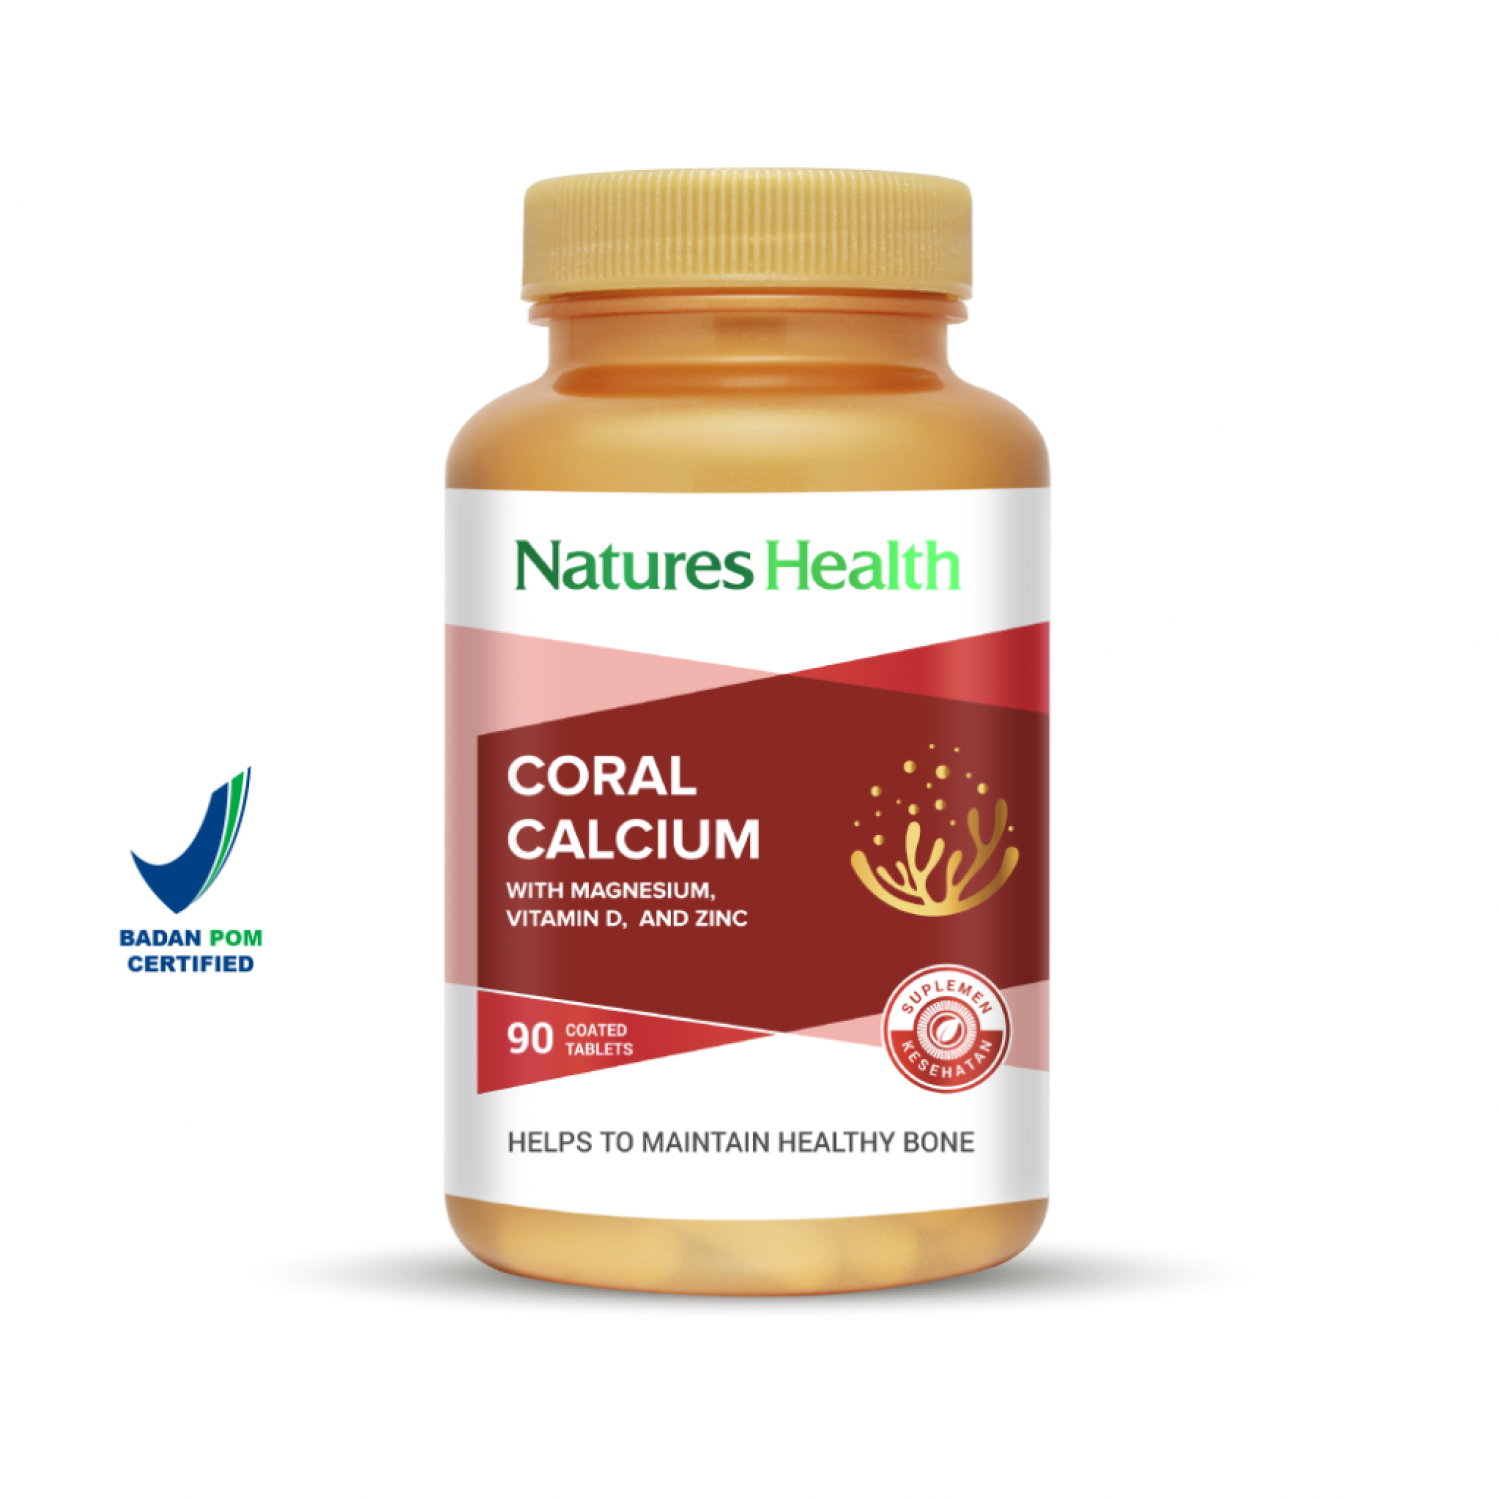 Natures Health
CORAL
CALCIUM
WITH MAGNESIUM,
VITAMIN D, AND ZINC
BADAN POM
CERTIFIED
SUPLEMEN
KESEHATAN
90 COATED
TABLETS
HELPS TO MAINTAIN HEALTHY BONE